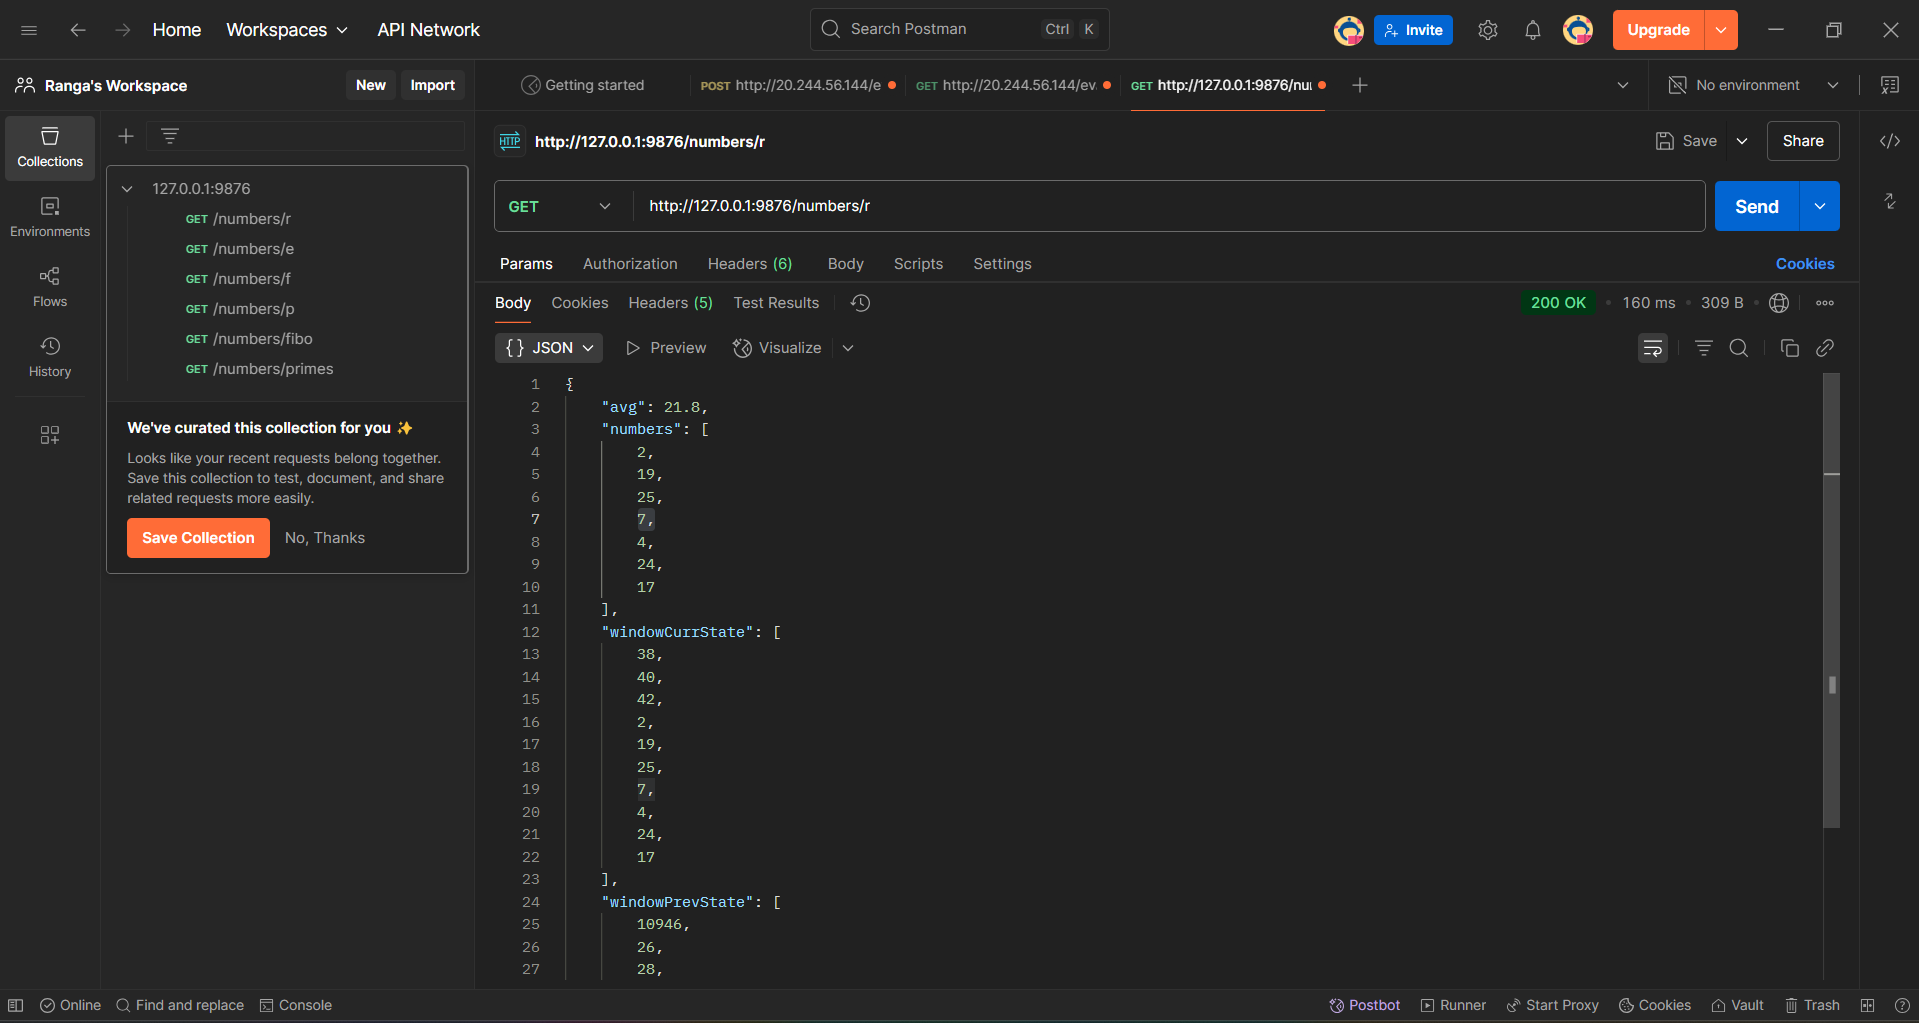 Home Workspaces API Network Search Postman Ctrl K Invite Upgrade
Ranga's Workspace New Import Getting started POST http://20.244.56.144/e GET http://20.244.56.144/ev. GET http://127.0.0.1:9876/nu No environment
Collections
Environments
Flows
History
127.0.0.1:9876
GET /numbers/r
GET /numbers/e
GET /numbers/f
GET /numbers/p
GET /numbers/fibo
GET /numbers/primes
We've curated this collection for you ✨
Looks like your recent requests belong together.
Save this collection to test, document, and share
related requests more easily.
Save Collection No, Thanks
HTTP http://127.0.0.1:9876/numbers/r Save Share
GET http://127.0.0.1:9876/numbers/r Send
Params Authorization Headers (6) Body Scripts Settings Cookies
Body Cookies Headers (5) Test Results 200 OK • 160 ms • 309 B
{} JSON Preview Visualize
1 {
2 "avg": 21.8,
3 "numbers": [
4 2,
5 19,
6 25,
7 7,
8 4,
9 24,
10 17
11 ],
12 "windowCurrState": [
13 38,
14 40,
15 42,
16 2,
17 19,
18 25,
19 7,
20 4,
21 24,
22 17
23 ],
24 "windowPrevState": [
25 10946,
26 26,
27 28,
Online Find and replace Console Postbot Runner Start Proxy Cookies Vault Trash